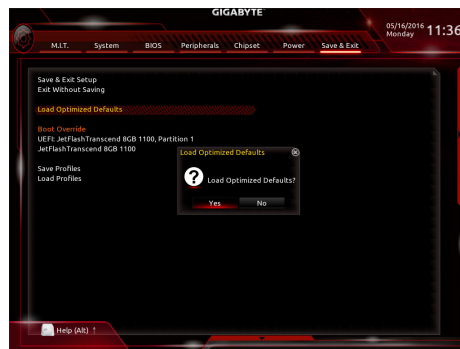 GIGABYTE
05/16/2016 11:36
Monday
M.I.T. System BIOS Peripherals Chipset Power Save & Exit
Save & Exit Setup
Exit Without Saving
Load Optimized Defaults
Boot Override
UEFI: JetFlashTranscend 8GB 1100, Partition 1
JetFlashTranscend 8GB 1100
Save Profiles
Load Profiles
Load Optimized Defaults
Load Optimized Defaults?
Yes No
Help (Alt) ↑